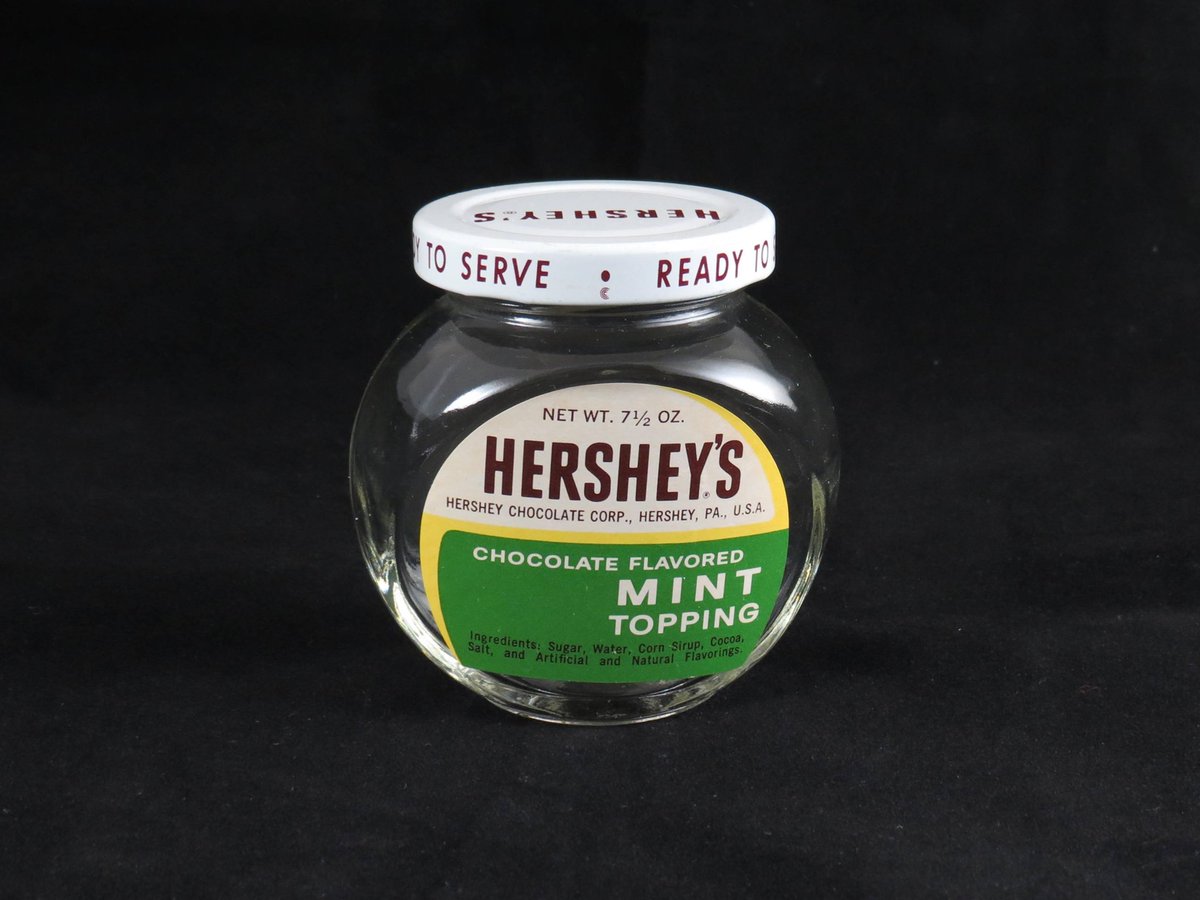 HERSHEY'S®
Y TO SERVE • READY TO S
NET WT. 7½ OZ.
HERSHEY'S®
HERSHEY CHOCOLATE CORP., HERSHEY, PA., U.S.A.
CHOCOLATE FLAVORED
MINT
TOPPING
Ingredients: Sugar, Water, Corn Sirup, Cocoa,
Salt, and Artificial and Natural Flavorings.